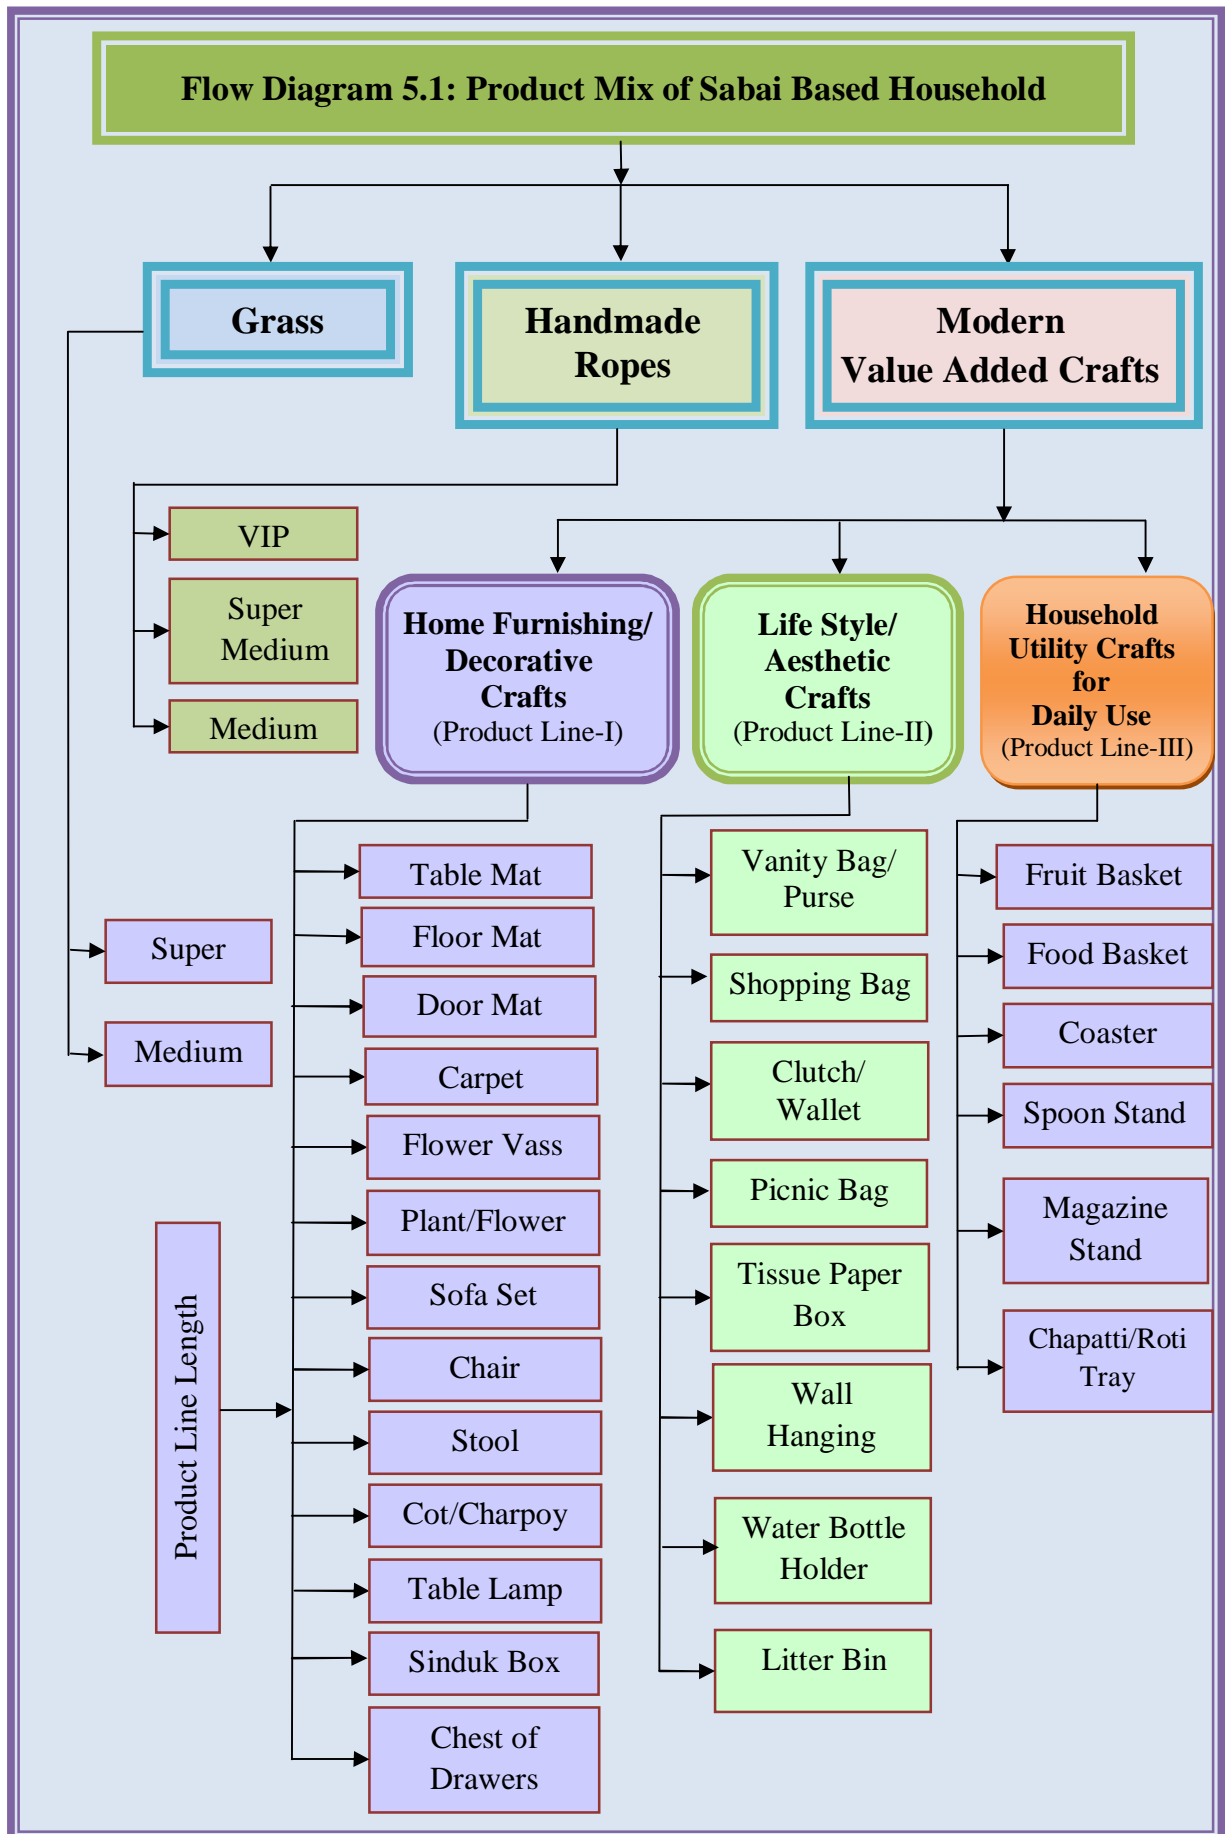 Flow Diagram 5.1: Product Mix of Sabai Based Household
Grass
Handmade
Ropes
Modern
Value Added Crafts
VIP
Super
Medium
Medium
Home Furnishing/
Decorative
Crafts
(Product Line-I)
Life Style/
Aesthetic
Crafts
(Product Line-II)
Household
Utility Crafts
for
Daily Use
(Product Line-III)
Super
Medium
Product Line Length
Table Mat
Floor Mat
Door Mat
Carpet
Flower Vass
Plant/Flower
Sofa Set
Chair
Stool
Cot/Charpoy
Table Lamp
Sinduk Box
Chest of
Drawers
Vanity Bag/
Purse
Shopping Bag
Clutch/
Wallet
Picnic Bag
Tissue Paper
Box
Wall
Hanging
Water Bottle
Holder
Litter Bin
Fruit Basket
Food Basket
Coaster
Spoon Stand
Magazine
Stand
Chapatti/Roti
Tray